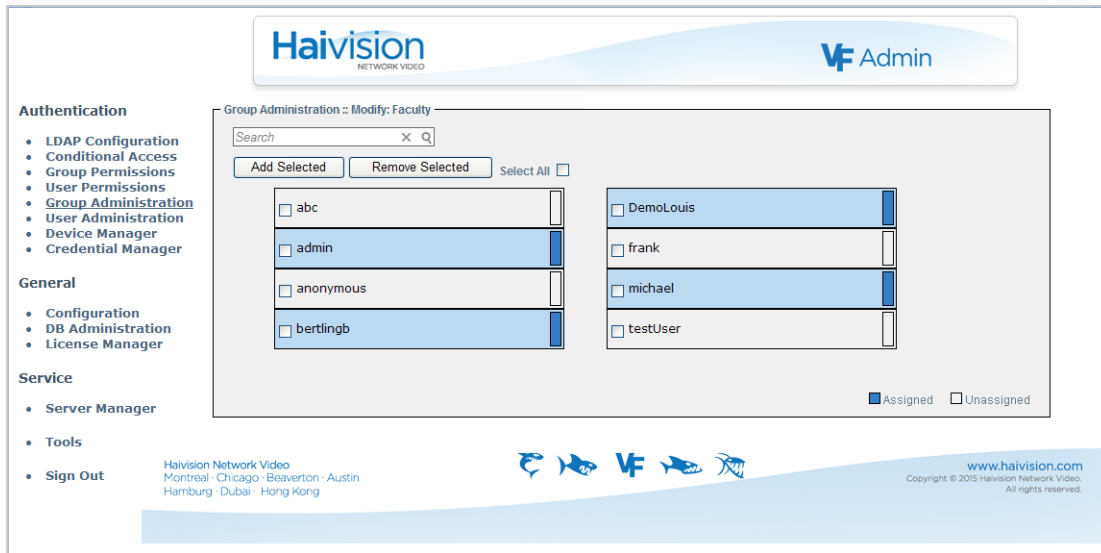 Haivision
NETWORK VIDEO
VF Admin
Authentication
LDAP Configuration
Conditional Access
Group Permissions
User Permissions
Group Administration
User Administration
Device Manager
Credential Manager
General
Configuration
DB Administration
License Manager
Service
Server Manager
Tools
Sign Out
Group Administration :: Modify: Faculty
Search
Add Selected Remove Selected Select All
abc DemoLouis
admin frank
anonymous michael
bertlingb testUser
Assigned Unassigned
Haivision Network Video
Montreal · Chicago · Beaverton · Austin
Hamburg · Dubai · Hong Kong
VF
www.haivision.com
Copyright © 2015 Haivision Network Video.
All rights reserved.